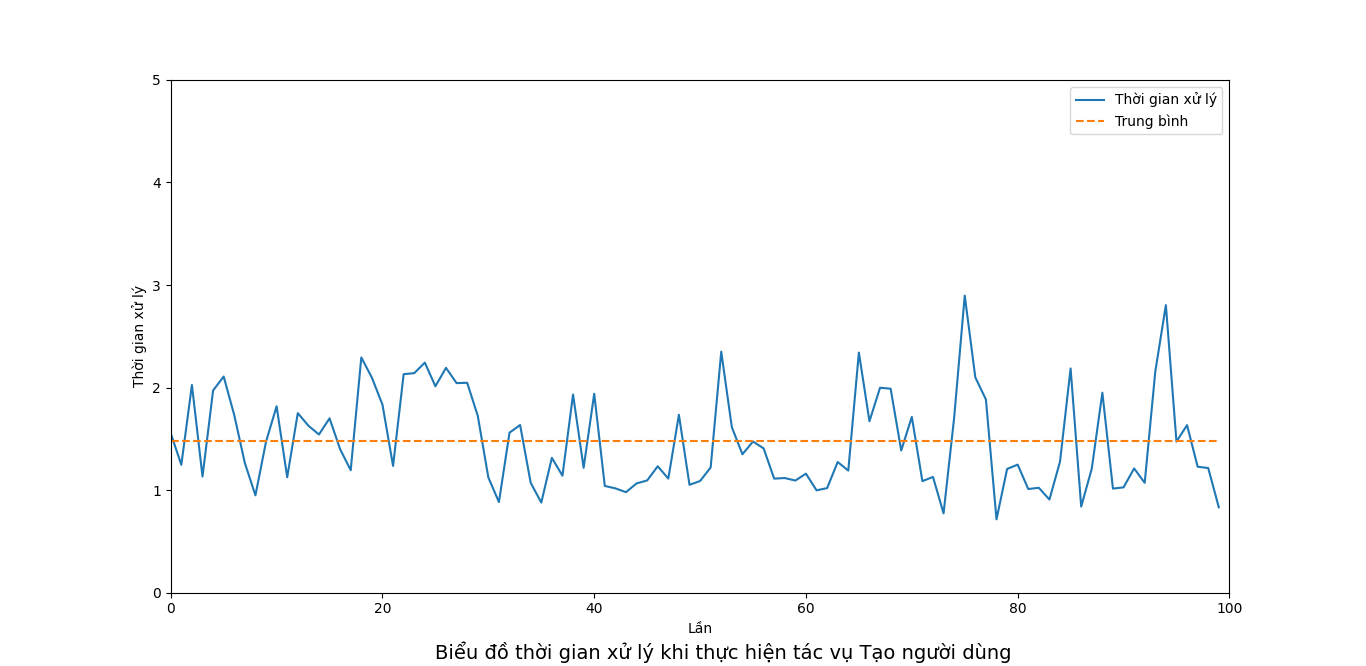 5
4
3
2
1
0
Thời gian xử lý
Thời gian xử lý
Trung bình
0 20 40 60 80 100
Lần
Biểu đồ thời gian xử lý khi thực hiện tác vụ Tạo người dùng